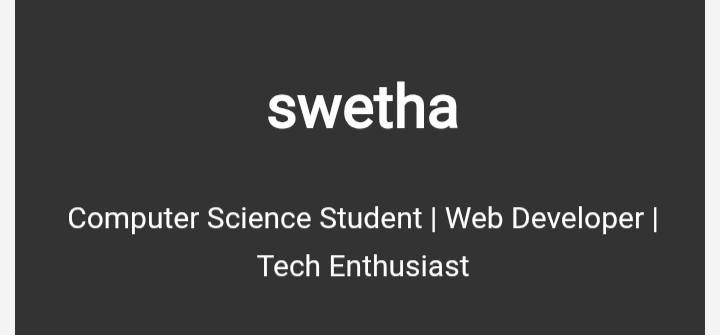 swetha
Computer Science Student | Web Developer |
Tech Enthusiast